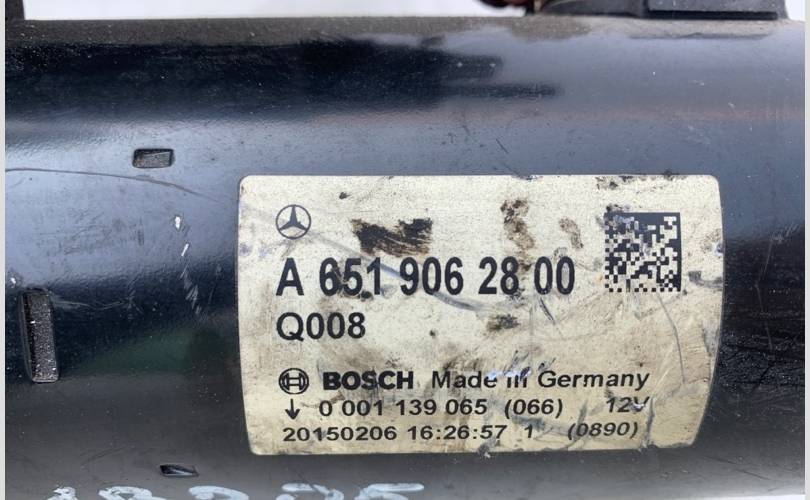 A 651 906 28 00
Q008
BOSCH Made in Germany
0 001 139 065 (066) 12V
20150206 16:26:57 1 (0890)